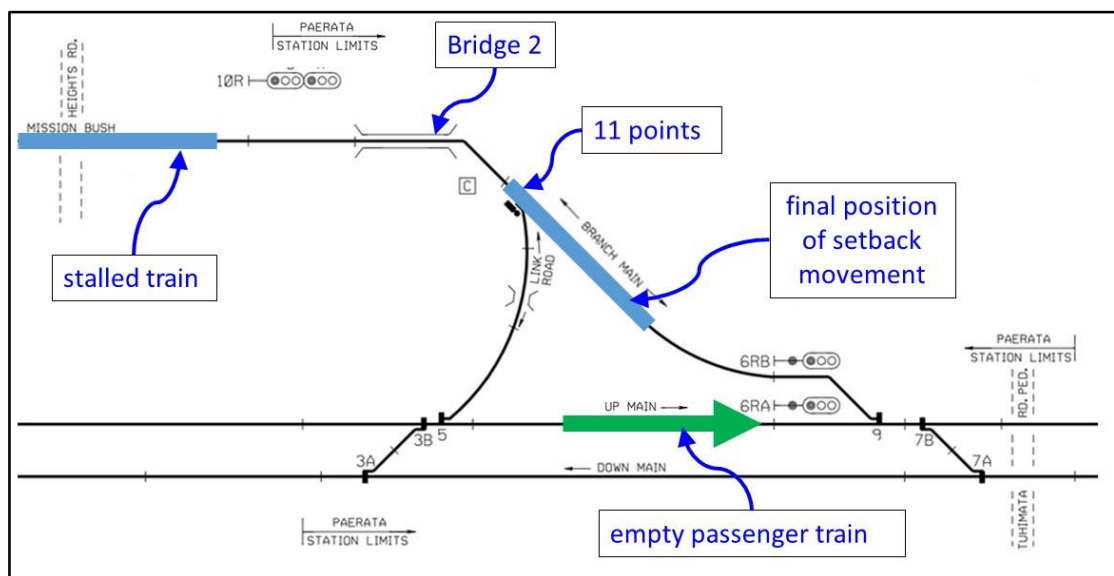 PAERATA
STATION LIMITS
Bridge 2
HEIGHTS RD.
10R
MISSION BUSH
11 points
C
stalled train
LINK
ROAD
BRANCH MAIN
final position
of setback
movement
PAERATA
STATION LIMITS
6RB
6RA
UP MAIN
RD. PED.
3B
5
9
7B
3A
DOWN MAIN
7A
PAERATA
STATION LIMITS
empty passenger train
TUHIMATA